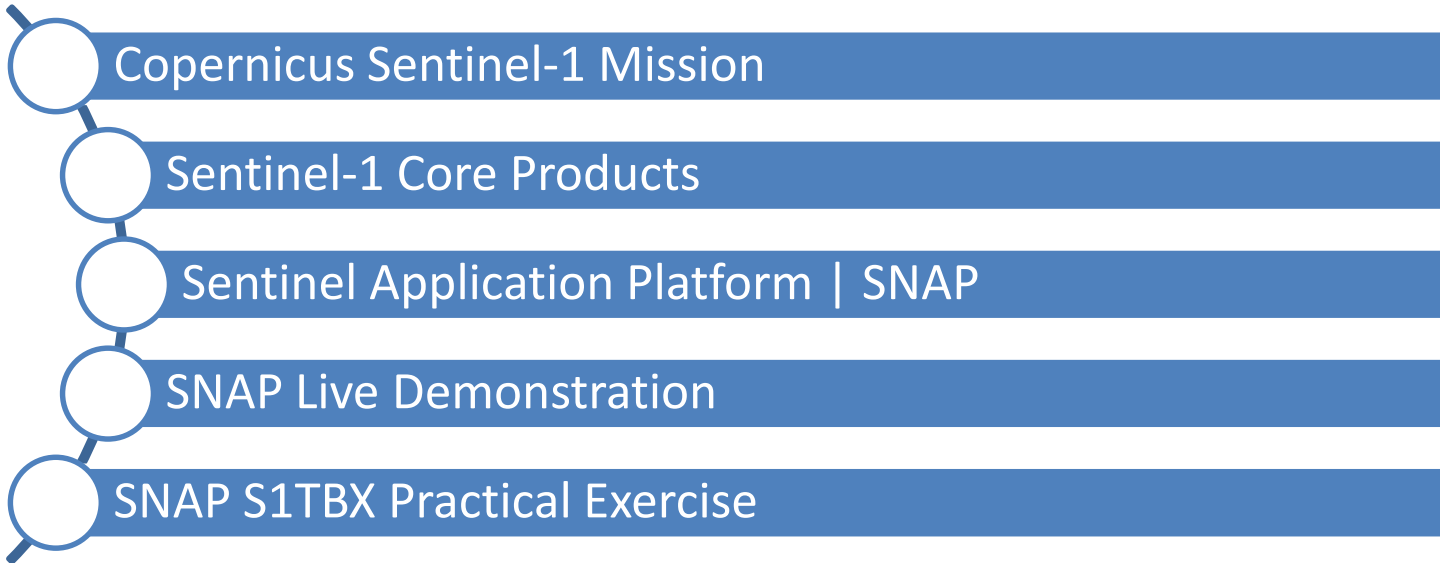 Copernicus Sentinel-1 Mission
Sentinel-1 Core Products
Sentinel Application Platform | SNAP
SNAP Live Demonstration
SNAP S1TBX Practical Exercise